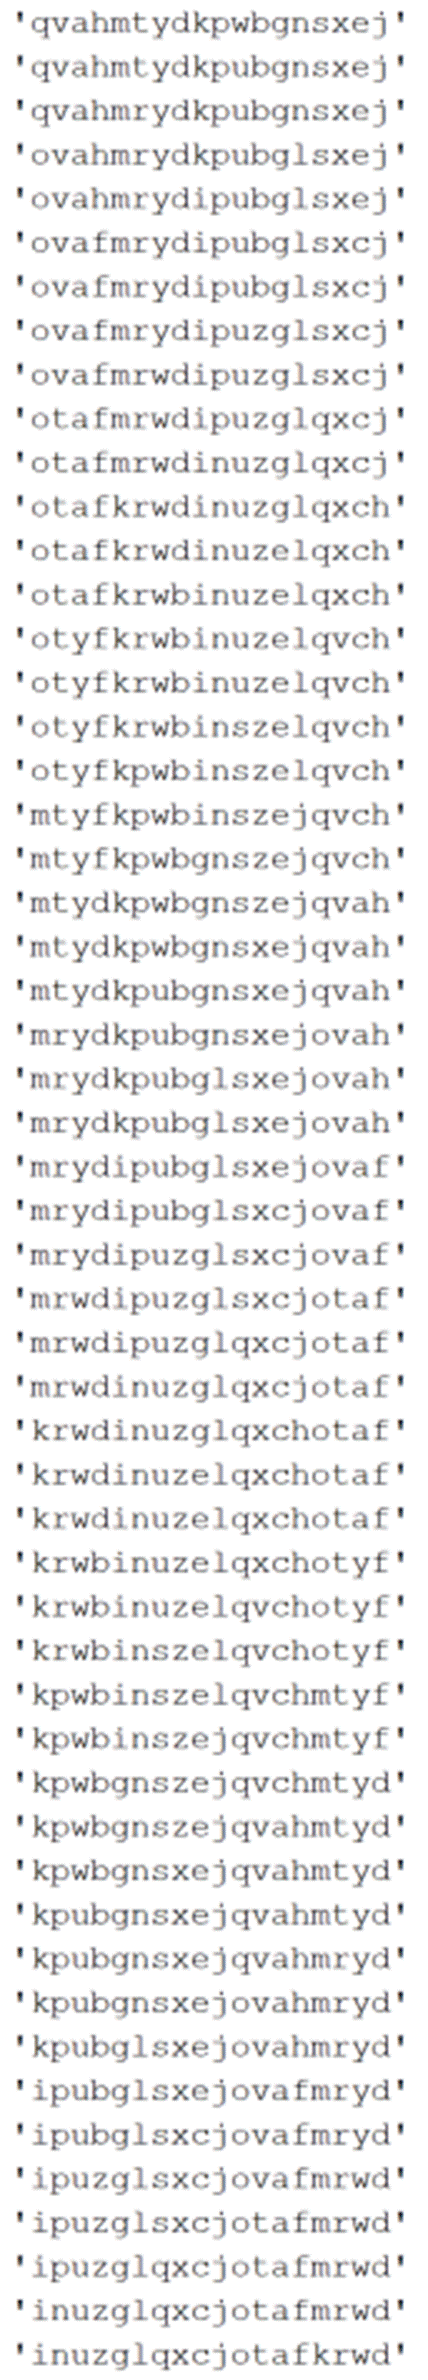 'qvahmtydkpwbgnsxej'
'qvahmtydkpubgnsxej'
'qvahmrydkpubgnsxej'
'ovahmrydkpubglsxej'
'ovahmrydipubglsxej'
'ovafmrydipubglsxcj'
'ovafmrydipubglsxcj'
'ovafmrydipuzglsxcj'
'ovafmrwdipuzglsxcj'
'otafmrwdipuzglqxcj'
'otafmrwdinuzglqxcj'
'otafkrwdinuzglqxch'
'otafkrwdinuzelqxch'
'otafkrwbinuzelqxch'
'otyfkrwbinuzelqvch'
'otyfkrwbinuzelqvch'
'otyfkrwbinszelqvch'
'otyfkpwbinszelqvch'
'mtyfkpwbinszejqvch'
'mtyfkpwbgnszejqvch'
'mtydkpwbgnszejqvah'
'mtydkpwbgnsxejqvah'
'mtydkpubgnsxejqvah'
'mrydkpubgnsxejovah'
'mrydkpubglsxejovah'
'mrydkpubglsxejovah'
'mrydipubglsxejovaf'
'mrydipubglsxcjovaf'
'mrydipuzglsxcjovaf'
'mrwdipuzglsxcjotaf'
'mrwdipuzglqxcjotaf'
'mrwdinuzglqxcjotaf'
'krwdinuzglqxchotaf'
'krwdinuzelqxchotaf'
'krwdinuzelqxchotaf'
'krwbinuzelqxchotyf'
'krwbinuzelqvchotyf'
'krwbinszelqvchotyf'
'kpwbinszelqvchmtyf'
'kpwbinszejqvchmtyf'
'kpwbgnszejqvchmtyd'
'kpwbgnszejqvahmtyd'
'kpwbgnsxejqvahmtyd'
'kpubgnsxejqvahmtyd'
'kpubgnsxejqvahmryd'
'kpubgnsxejovahmryd'
'kpubglsxejovahmryd'
'ipubglsxejovafmryd'
'ipubglsxcjovafmryd'
'ipuzglsxcjovafmrwd'
'ipuzglsxcjotafmrwd'
'ipuzglqxcjotafmrwd'
'inuzglqxcjotafmrwd'
'inuzglqxcjotafkrwd'